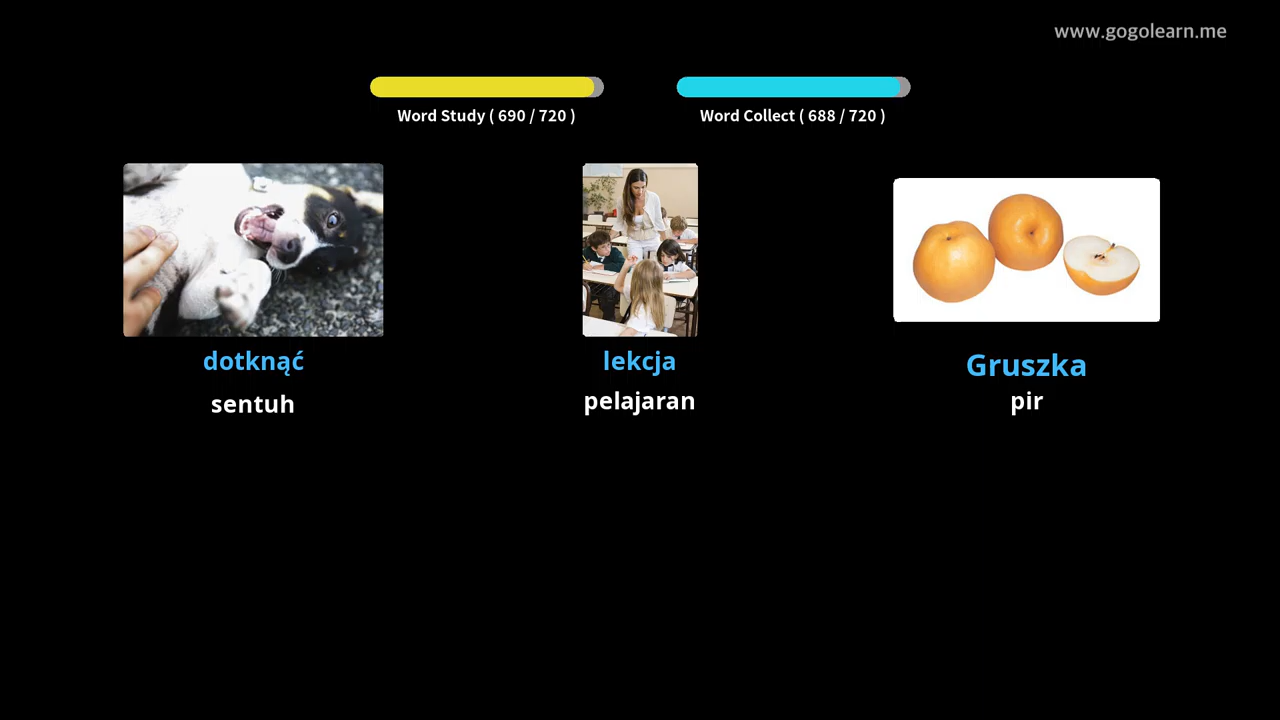 www.gogolearn.me
Word Study ( 690 / 720 )
Word Collect ( 688 / 720 )
dotknąć
sentuh
lekcja
pelajaran
Gruszka
pir